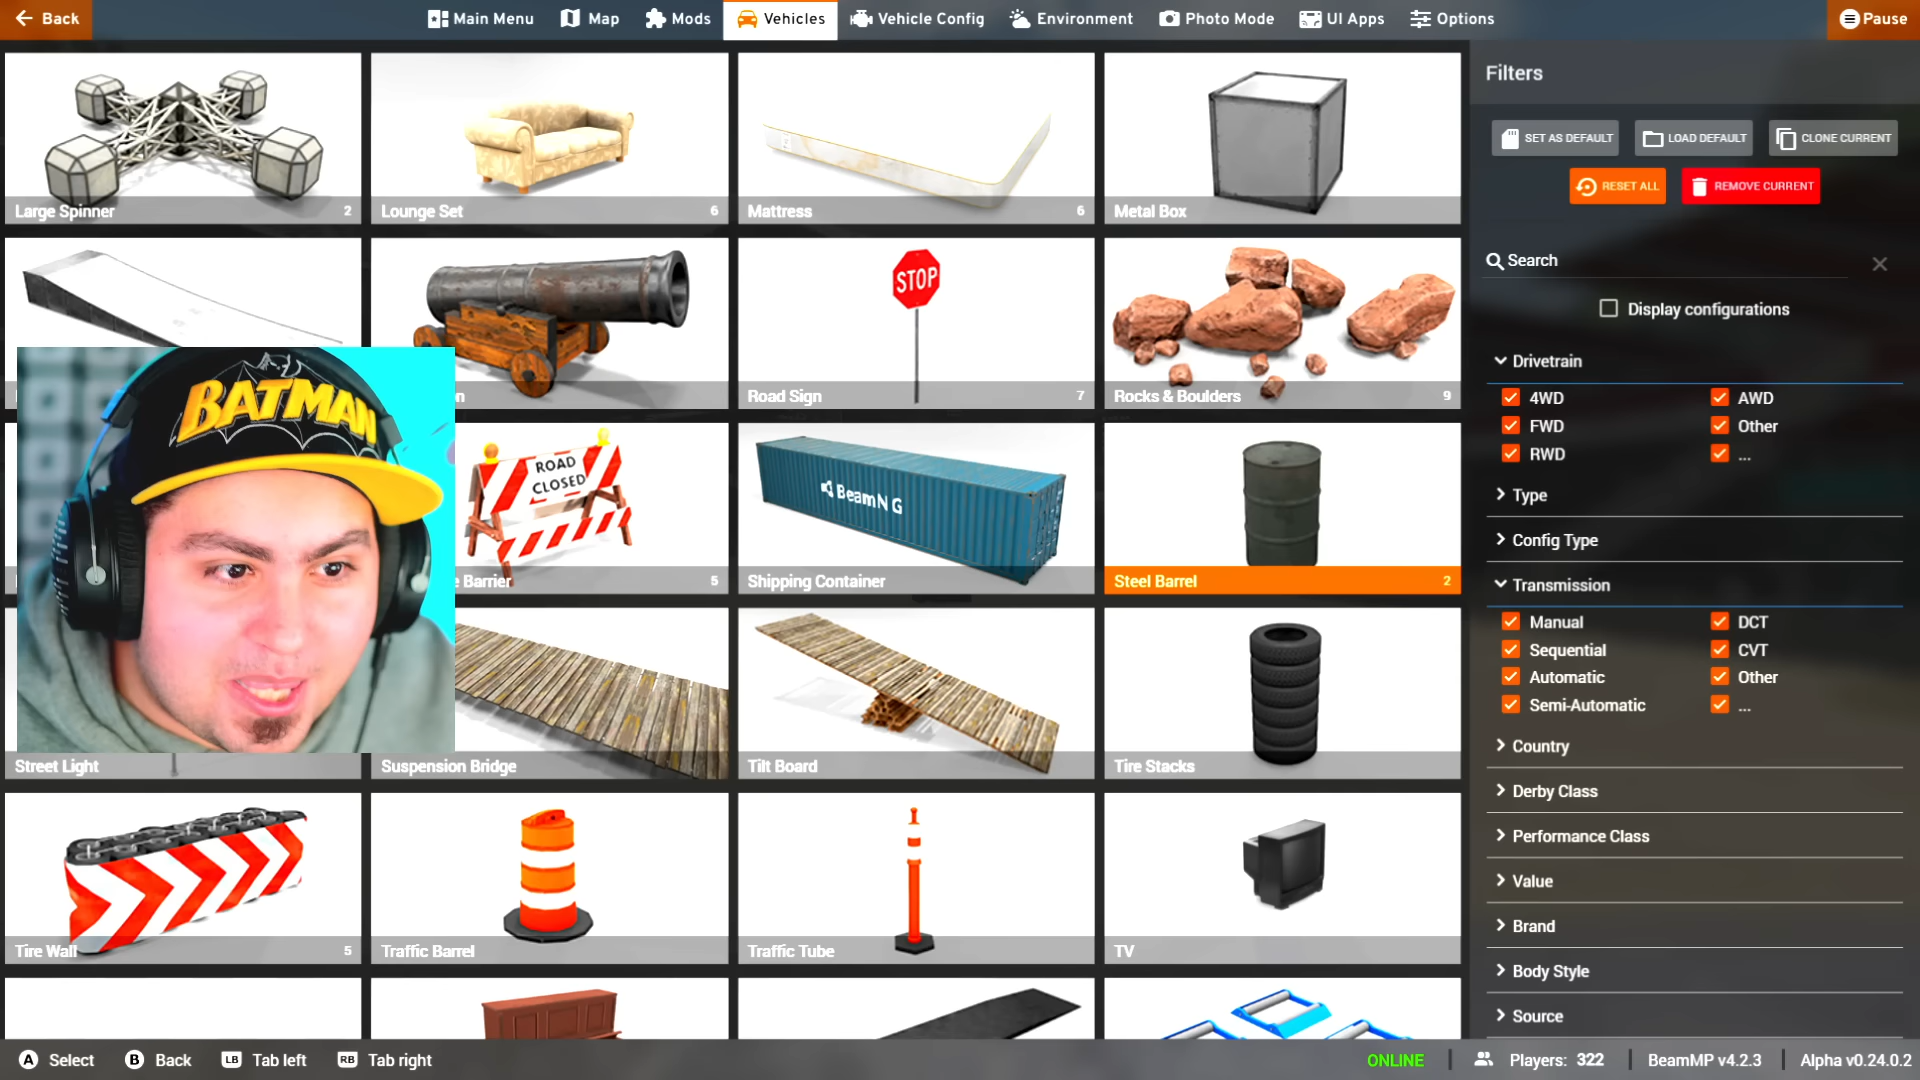 Back
Main Menu
Map
Mods
Vehicles
Vehicle Config
Environment
Photo Mode
UI Apps
Options
Pause
Large Spinner 2
Lounge Set 6
Mattress 6
Metal Box
STOP
Road Sign 7
Rocks & Boulders 9
BATMAN
ROAD
CLOSED
Barrier 5
BeamNG
Shipping Container
Steel Barrel 2
Street Light
Suspension Bridge
Tilt Board
Tire Stacks
Tire Wall 5
Traffic Barrel
Traffic Tube
TV
Filters
SET AS DEFAULT
LOAD DEFAULT
CLONE CURRENT
RESET ALL
REMOVE CURRENT
Search
Display configurations
Drivetrain
4WD AWD
FWD Other
RWD ...
Type
Config Type
Transmission
Manual DCT
Sequential CVT
Automatic Other
Semi-Automatic ...
Country
Derby Class
Performance Class
Value
Brand
Body Style
Source
A Select B Back LB Tab left RB Tab right
ONLINE | Players: 322 | BeamMP v4.2.3 | Alpha v0.24.0.2